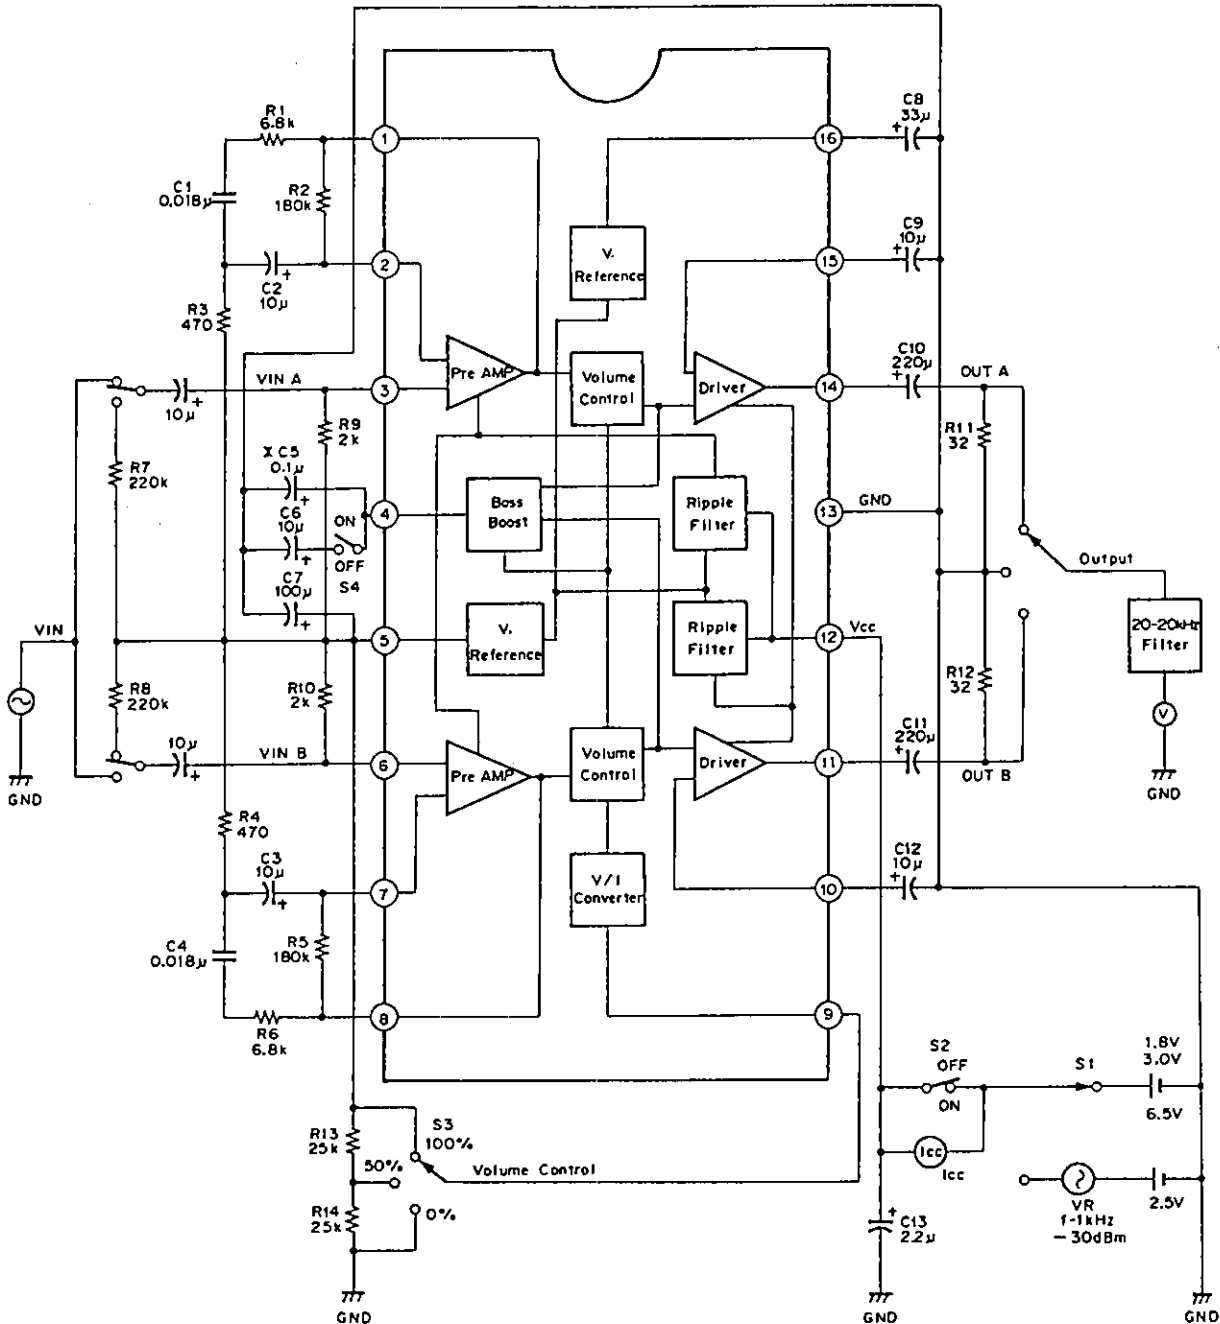 C8
33μ
R1
6.8k
1
16
C1
0.018μ
R2
180k
C9
10μ
V.
Reference
2
15
C2
10μ
R3
470
C10
220μ
Pre AMP
Volume
Control
Driver
VIN A
3
14
OUT A
10μ
R9
2k
R11
32
R7
220k
※ C5
0.1μ
C6
10μ
ON
OFF
S4
4
Bass
Boost
Ripple
Filter
13
GND
Output
C7
100μ
VIN
5
V.
Reference
Ripple
Filter
12
Vcc
20-20kHz
Filter
R8
220k
R10
2k
R12
32
V
10μ
VIN B
6
Pre AMP
Volume
Control
Driver
C11
220μ
11
OUT B
GND
GND
R4
470
C3
10μ
C12
10μ
7
V/I
Converter
10
C4
0.018μ
R5
180k
R6
6.8k
8
9
S2
OFF
ON
S1
1.8V
3.0V
6.5V
R13
25k
S3
100%
50%
Volume Control
Icc
Icc
R14
25k
0%
VR
f-1kHz
-30dBm
2.5V
C13
2.2μ
GND
GND
GND